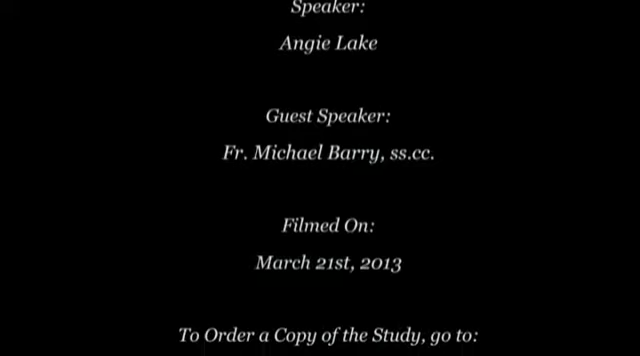 Speaker:
Angie Lake
Guest Speaker:
Fr. Michael Barry, ss.cc.
Filmed On:
March 21st, 2013
To Order a Copy of the Study, go to: